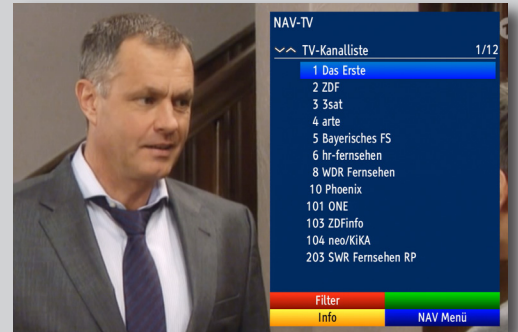 NAV-TV
TV-Kanalliste 1/12
1 Das Erste
2 ZDF
3 3sat
4 arte
5 Bayerisches FS
6 hr-fernsehen
8 WDR Fernsehen
10 Phoenix
101 ONE
103 ZDFinfo
104 neo/KiKA
203 SWR Fernsehen RP
Filter
Info NAV Menü